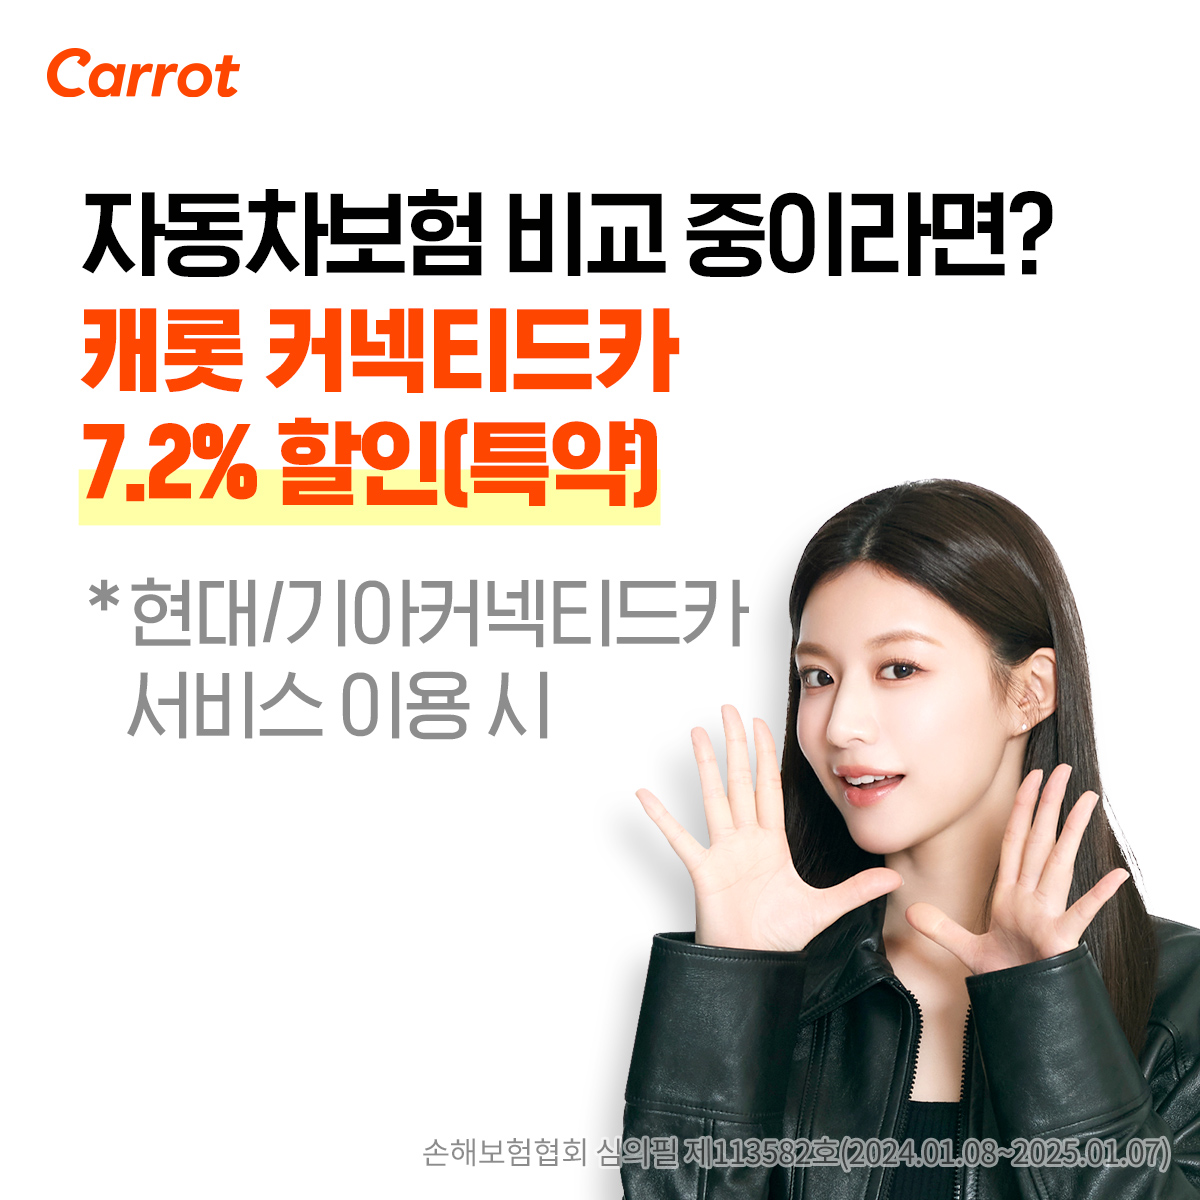 Carrot
자동차보험 비교 중이라면?
캐롯 커넥티드카
7.2% 할인(특약)
*현대/기아커넥티드카
서비스 이용 시
손해보험협회 심의필 제113582호(2024.01.08~2025.01.07)